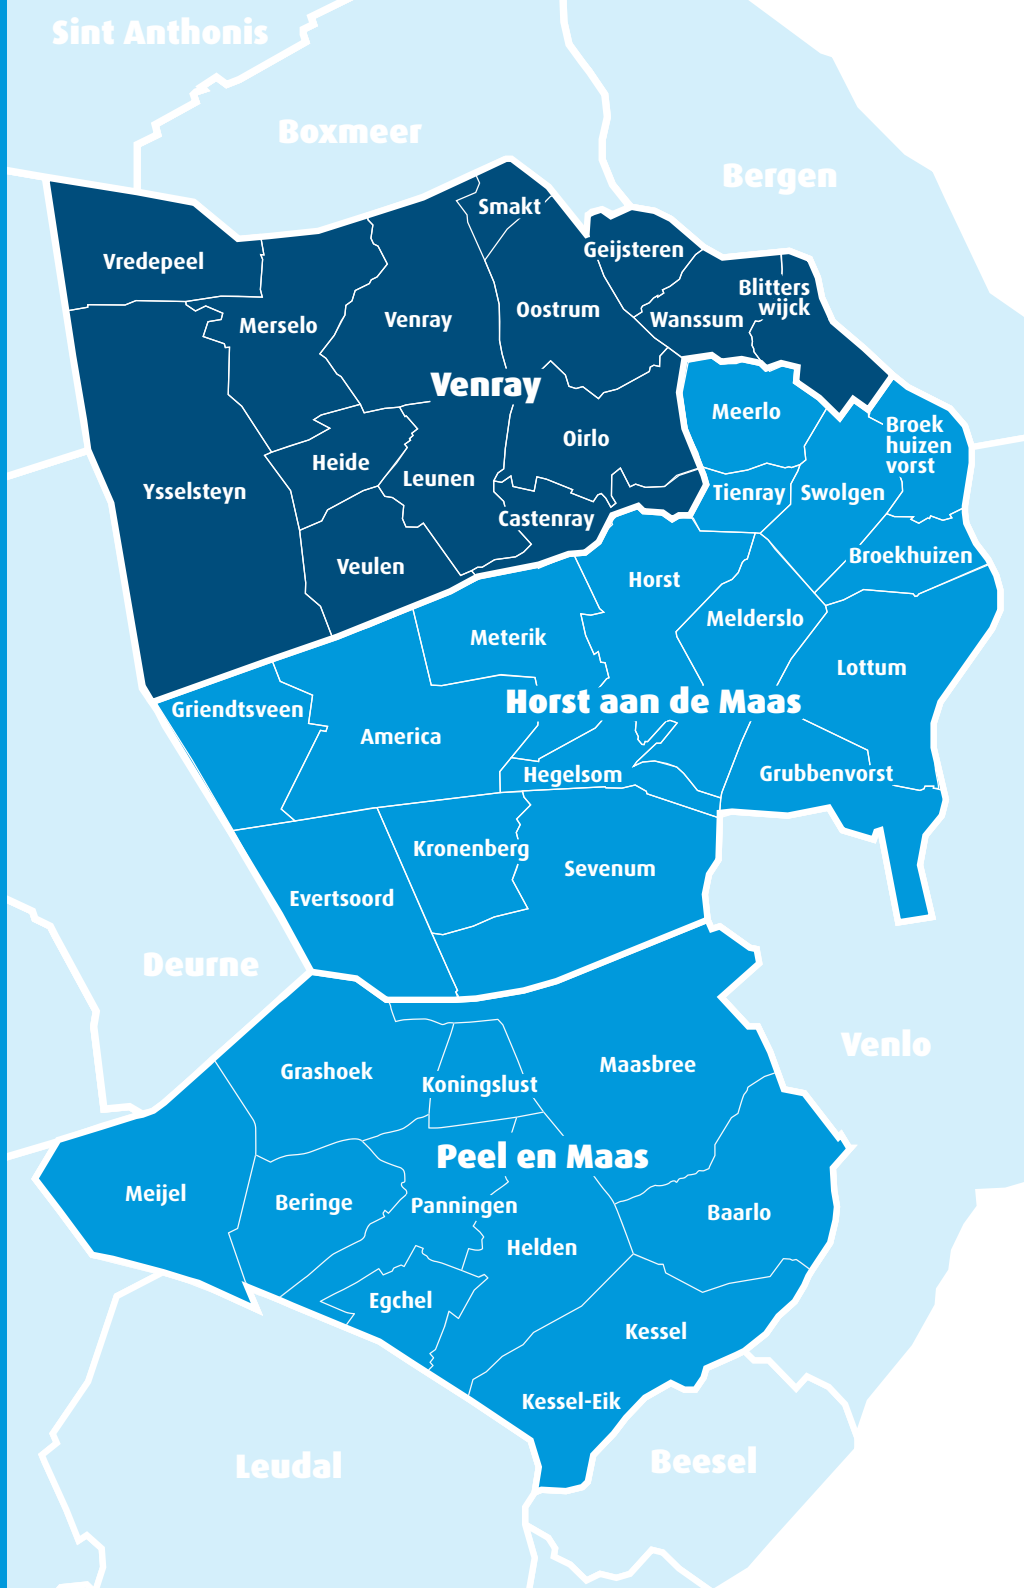 Sint Anthonis
Boxmeer
Bergen
Smakt
Geijsteren
Vredepeel
Blitters
wijck
Oostrum
Venray
Wanssum
Merselo
Venray
Meerlo
Broek
huizen
vorst
Oirlo
Heide
Leunen
Ysselsteyn
Tienray
Swolgen
Castenray
Broekhuizen
Veulen
Horst
Melderslo
Meterik
Lottum
Horst aan de Maas
Griendtsveen
America
Hegelsom
Grubbenvorst
Kronenberg
Sevenum
Evertsoord
Deurne
Venlo
Maasbree
Grashoek
Koningslust
Peel en Maas
Meijel
Beringe
Panningen
Baarlo
Helden
Egchel
Kessel
Kessel-Eik
Beesel
Leudal